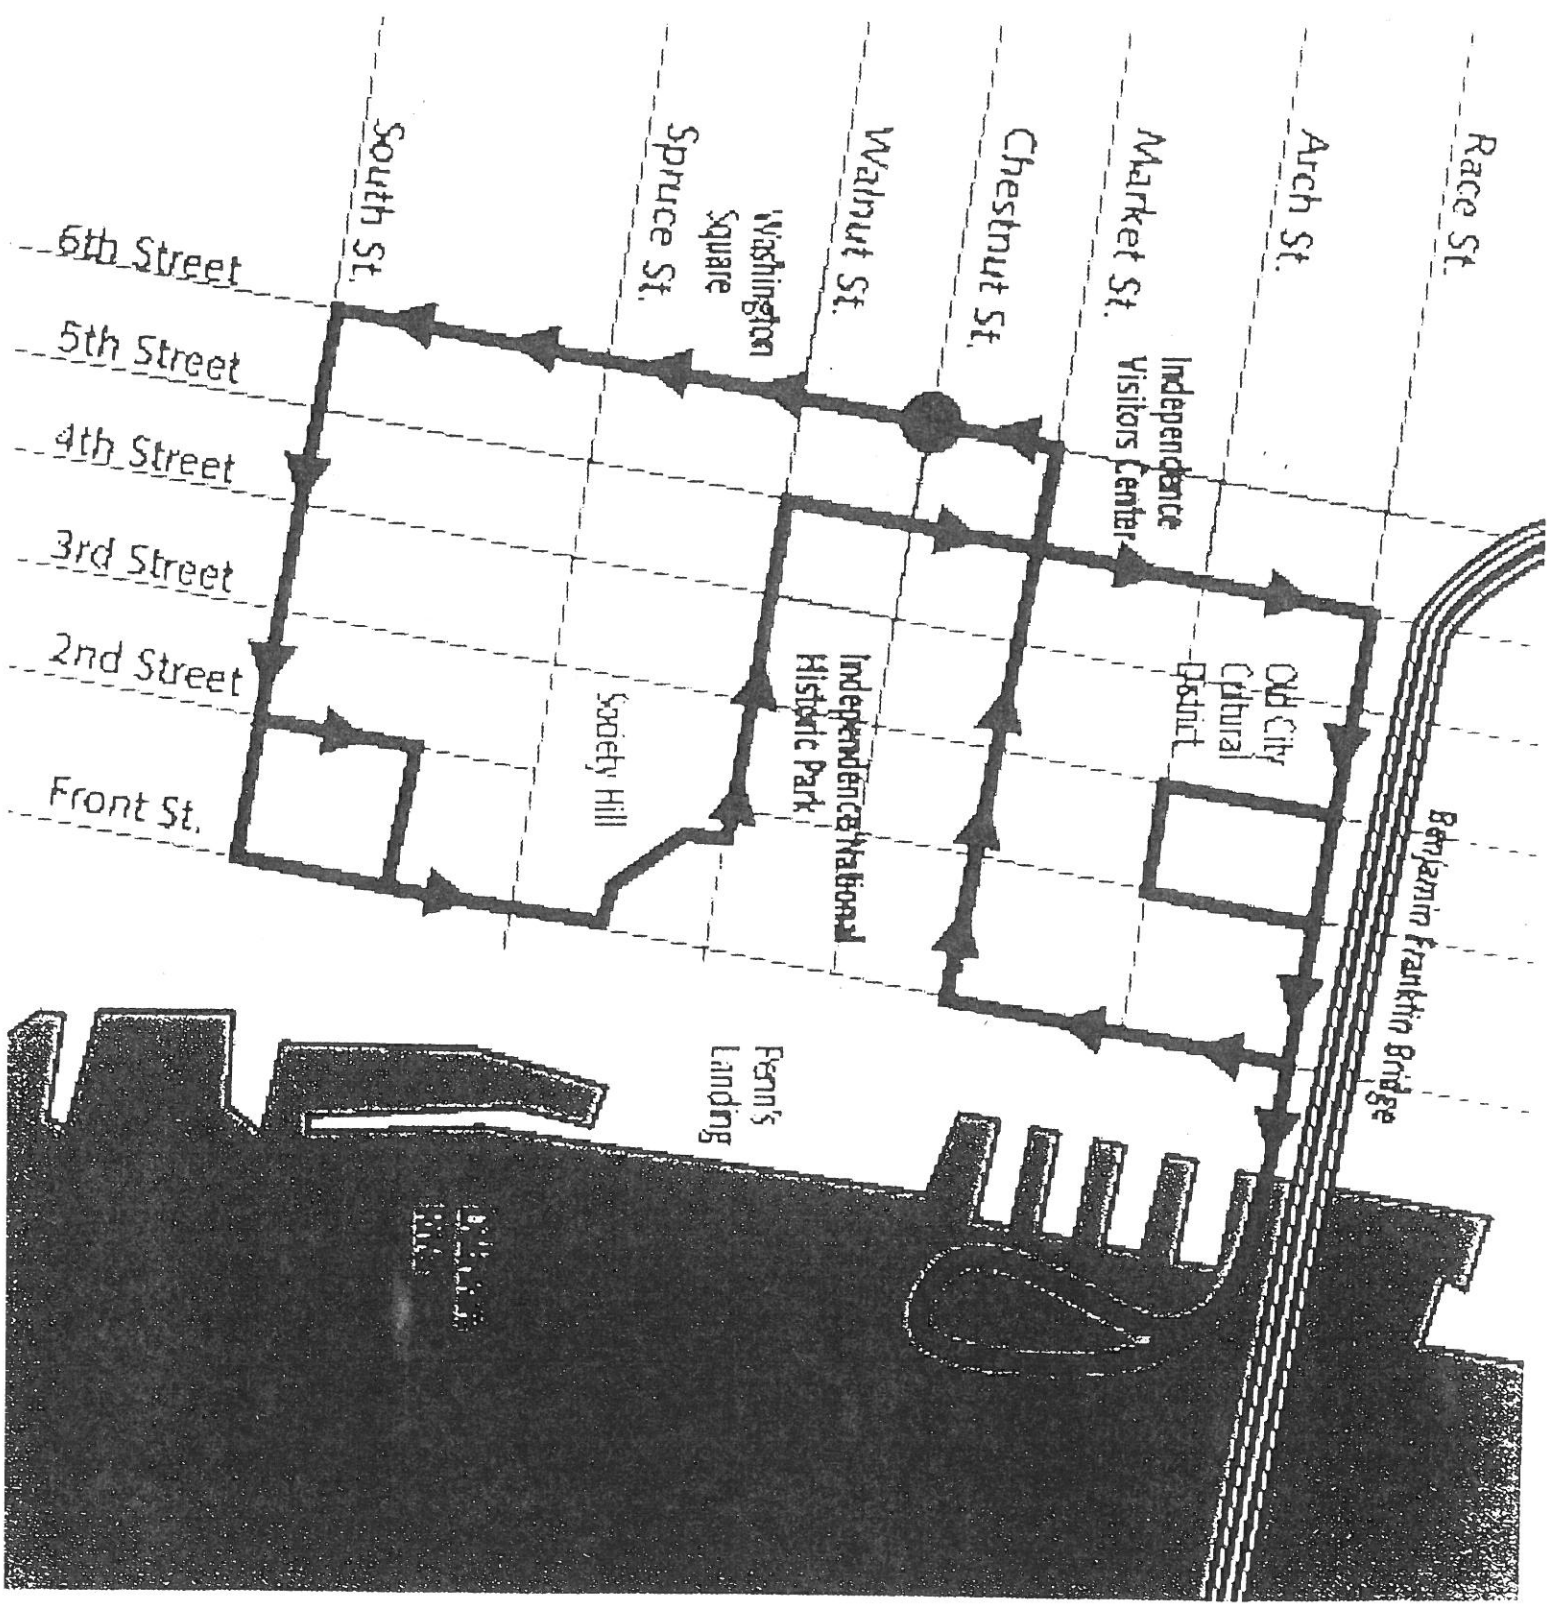 Race St.
Arch St.
Market St.
Chestnut St.
Walnut St.
Spruce St.
South St.
Washington
Square
Independence
Visitors Center
6th Street
5th Street
4th Street
3rd Street
2nd Street
Front St.
Old City
Cultural
District
Independence National
Historic Park
Society Hill
Benjamin Franklin Bridge
Penn's
Landing